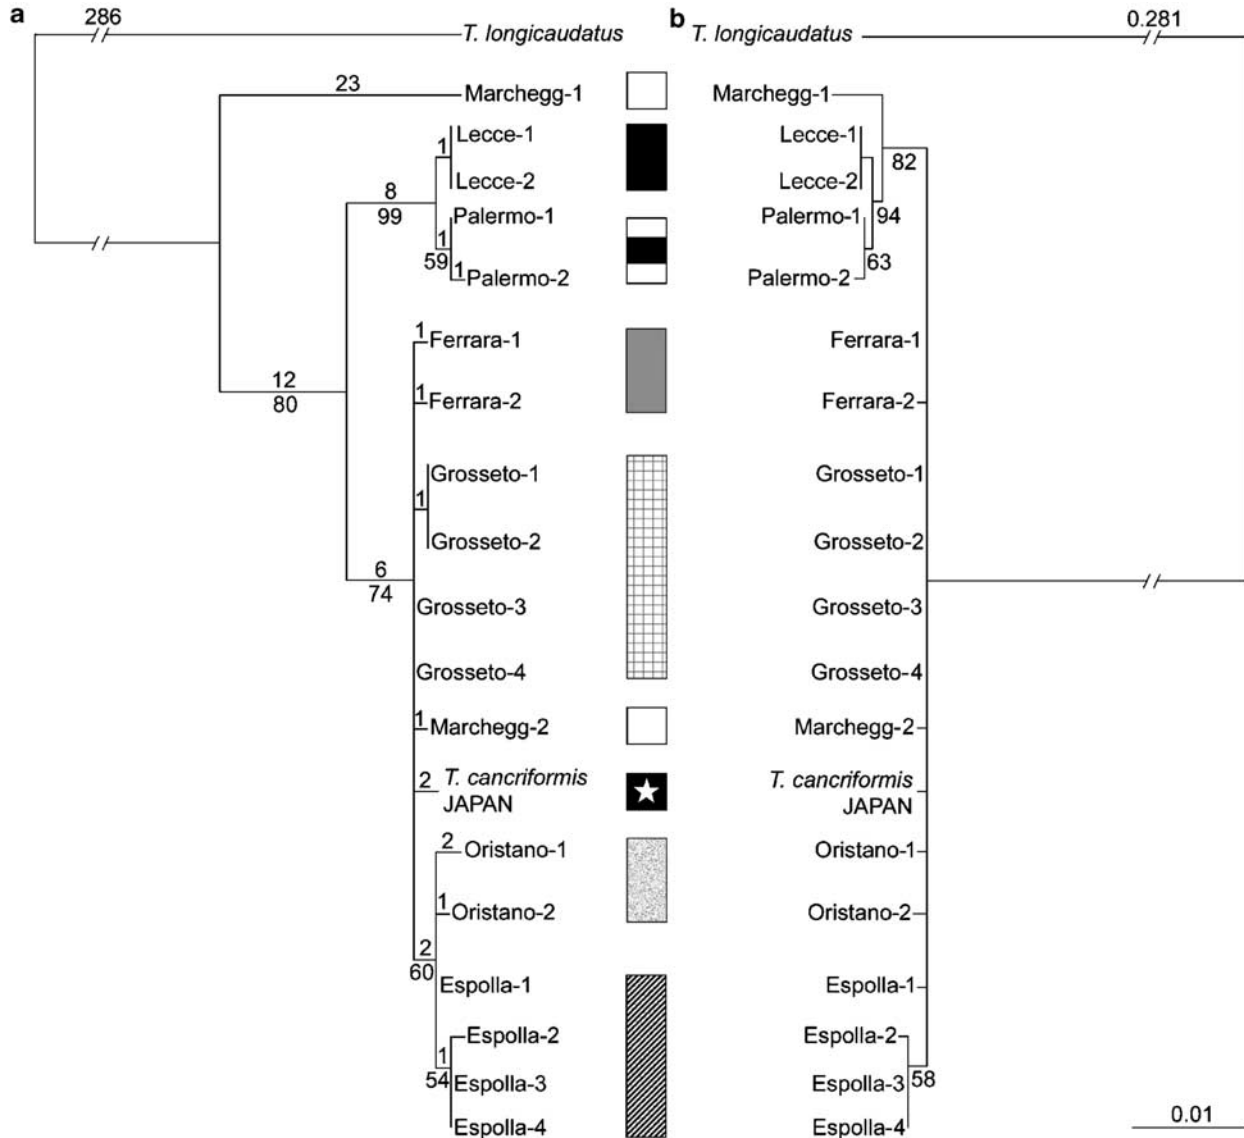 a
286
T. longicaudatus
23
Marchegg-1
1
Lecce-1
Lecce-2
8
99
Palermo-1
1
59
1
Palermo-2
1
Ferrara-1
12
80
1
Ferrara-2
Grosseto-1
1
Grosseto-2
6
74
Grosseto-3
Grosseto-4
1
Marchegg-2
2
T. cancriformis
JAPAN
2
Oristano-1
1
Oristano-2
2
60
Espolla-1
Espolla-2
1
54
Espolla-3
Espolla-4
b
0.281
T. longicaudatus
Marchegg-1
Lecce-1
82
Lecce-2
Palermo-1
94
63
Palermo-2
Ferrara-1
Ferrara-2
Grosseto-1
Grosseto-2
Grosseto-3
Grosseto-4
Marchegg-2
T. cancriformis
JAPAN
Oristano-1
Oristano-2
Espolla-1
Espolla-2
58
Espolla-3
Espolla-4
0.01